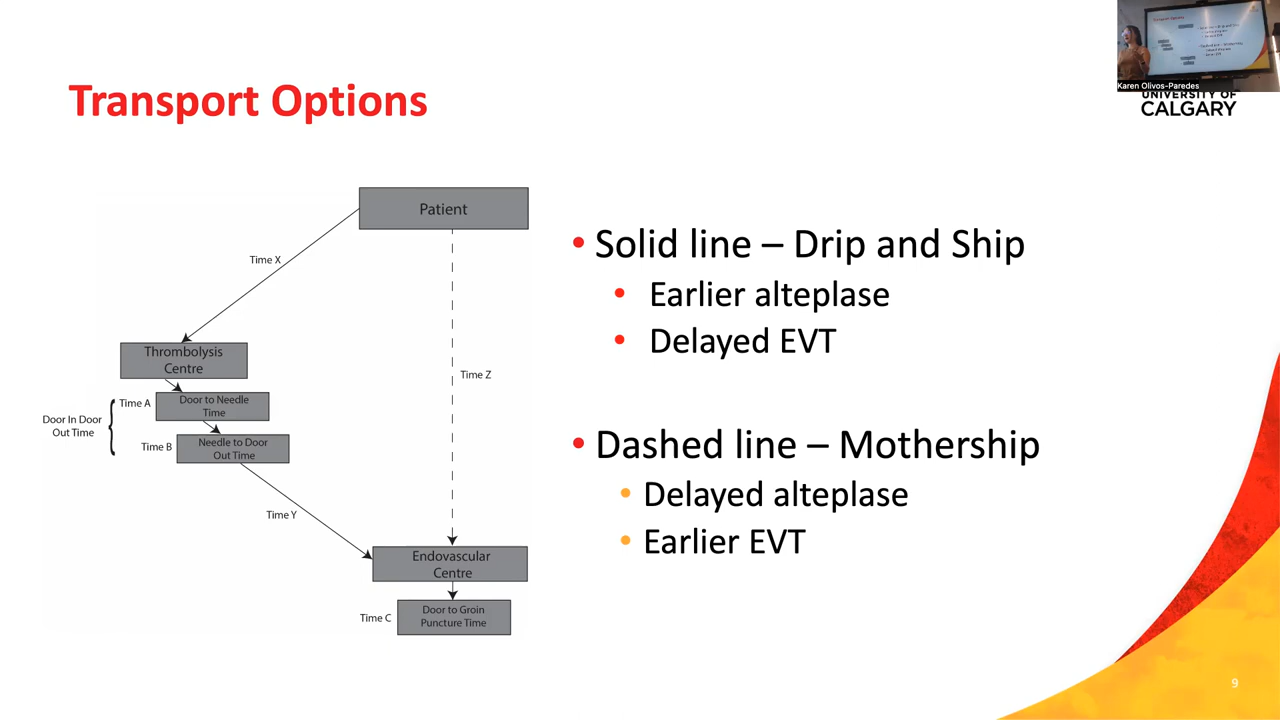 Transport Options
Karen Olivos-Paredes
UNIVERSITY OF
CALGARY
Patient
Time X
Thrombolysis
Centre
Time Z
Time A
Door to Needle
Time
Door In Door
Out Time
Time B
Needle to Door
Out Time
Time Y
Endovascular
Centre
Time C
Door to Groin
Puncture Time
• Solid line – Drip and Ship
• Earlier alteplase
• Delayed EVT
• Dashed line – Mothership
• Delayed alteplase
• Earlier EVT
9